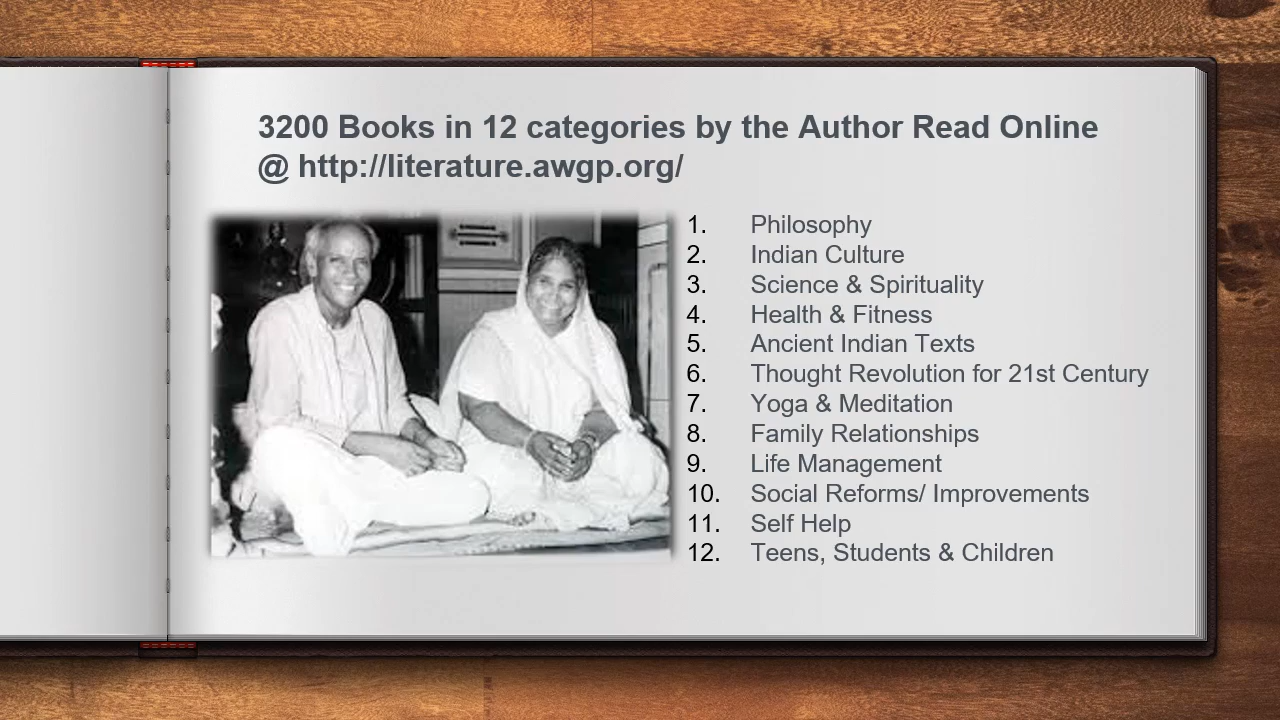 3200 Books in 12 categories by the Author Read Online
@ http://literature.awgp.org/
1. Philosophy
2. Indian Culture
3. Science & Spirituality
4. Health & Fitness
5. Ancient Indian Texts
6. Thought Revolution for 21st Century
7. Yoga & Meditation
8. Family Relationships
9. Life Management
10. Social Reforms/ Improvements
11. Self Help
12. Teens, Students & Children